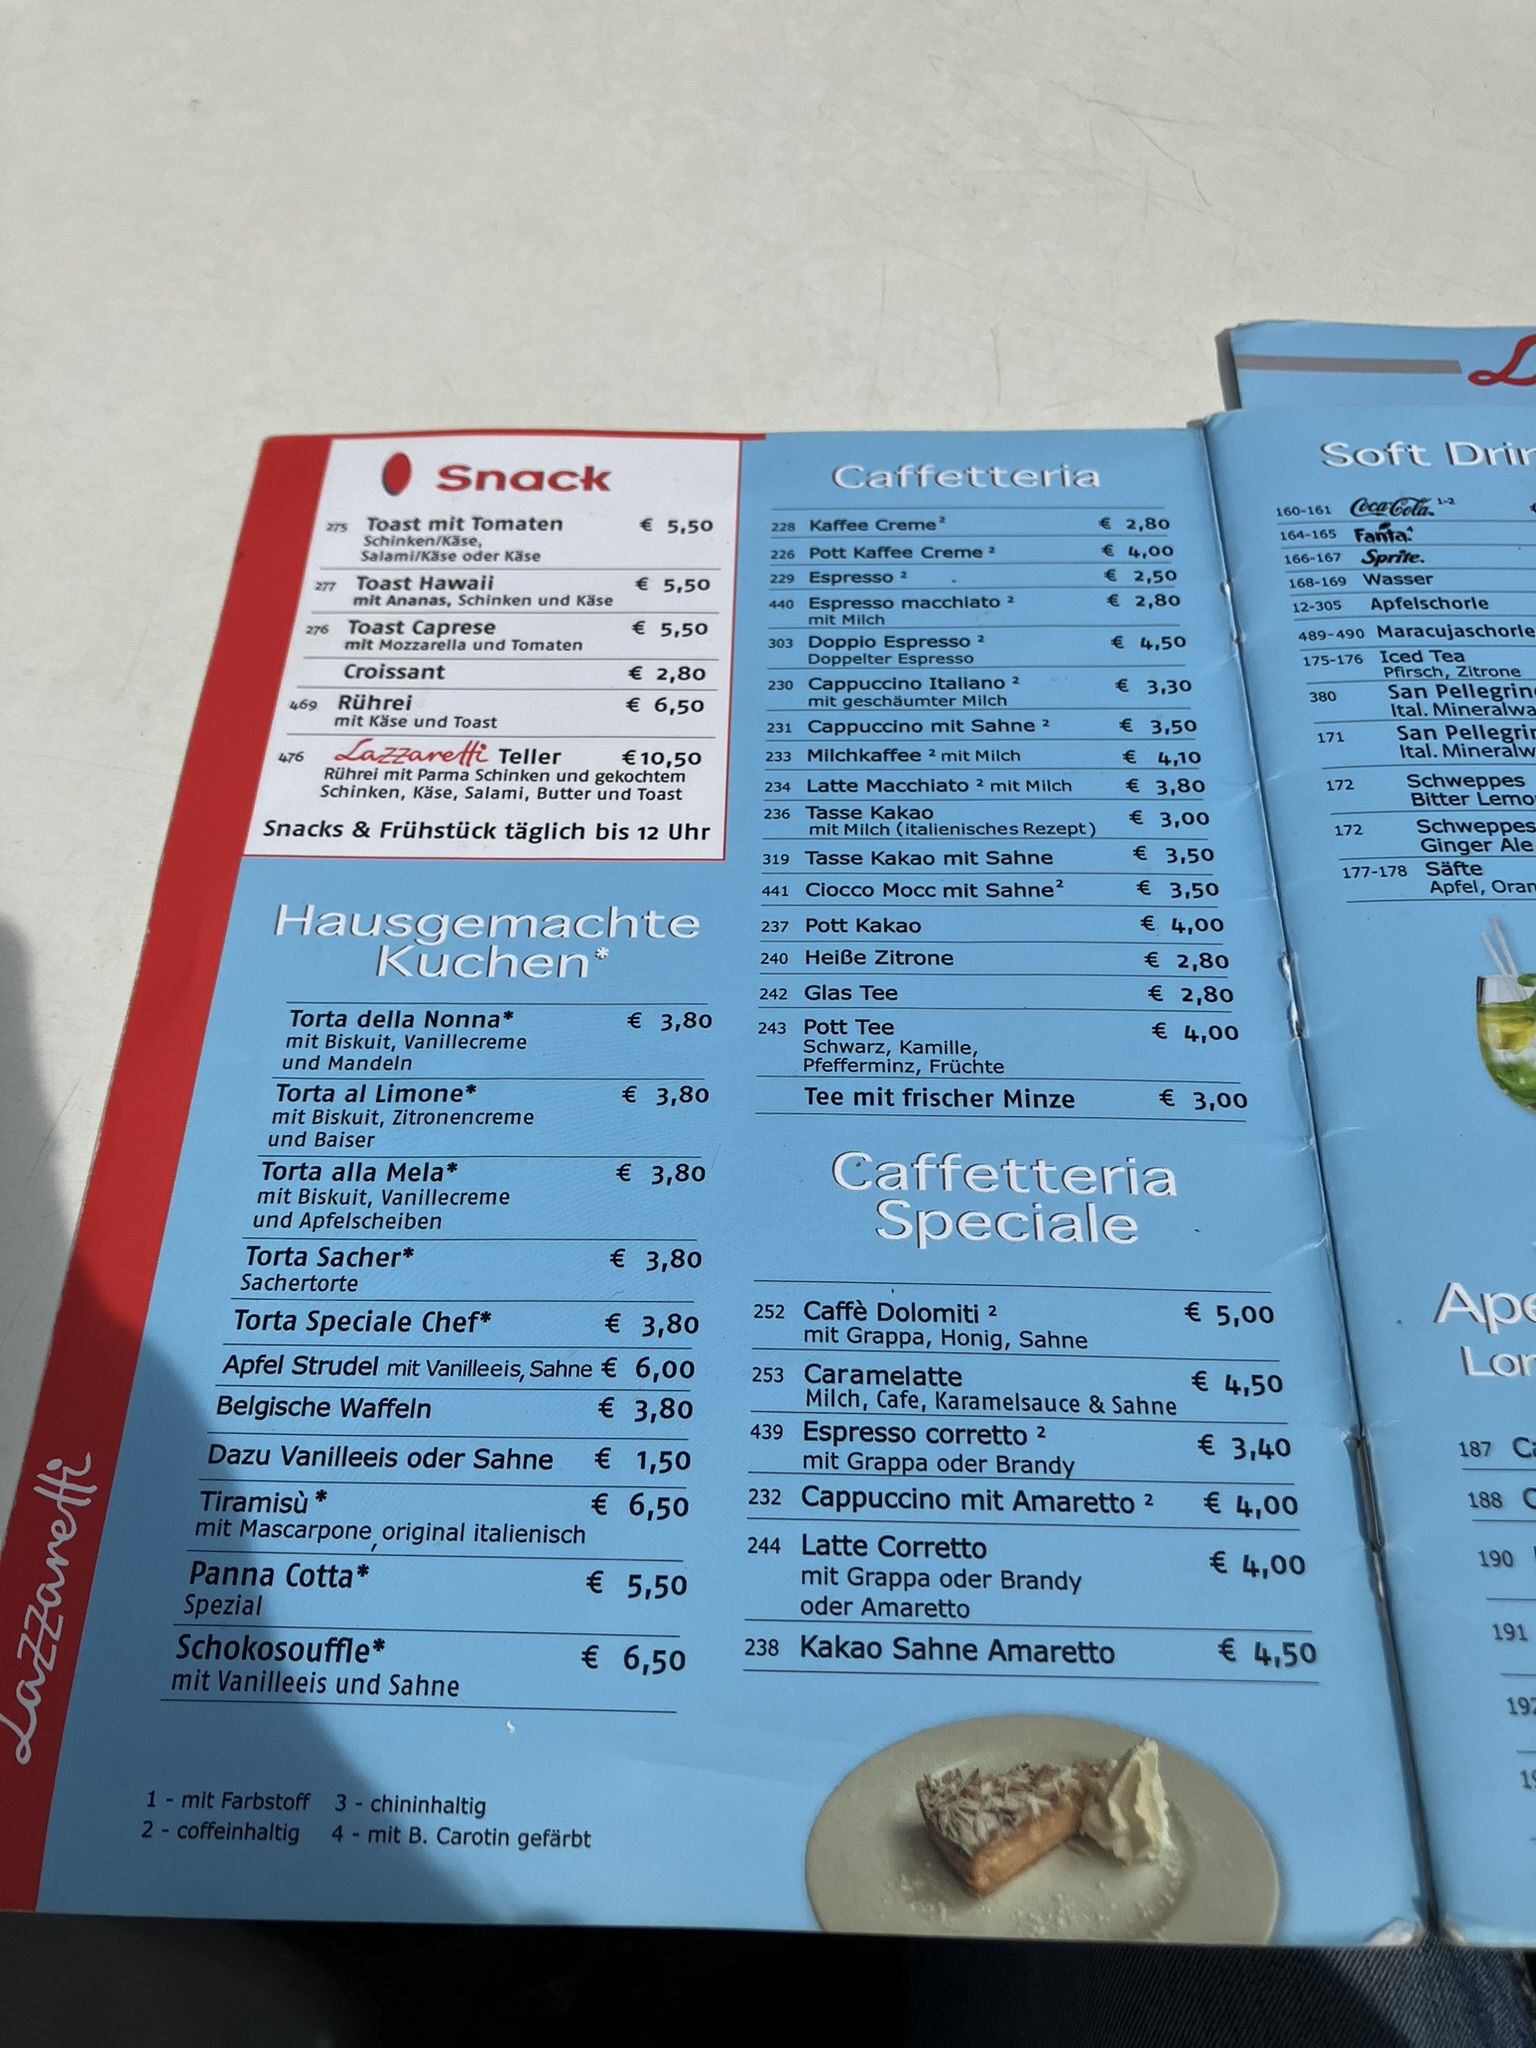 Snack
275 Toast mit Tomaten € 5,50
Schinken/Käse,
Salami/Käse oder Käse
277 Toast Hawaii € 5,50
mit Ananas, Schinken und Käse
276 Toast Caprese € 5,50
mit Mozzarella und Tomaten
Croissant € 2,80
469 Rührei € 6,50
mit Käse und Toast
476 Lazzaretti Teller €10,50
Rührei mit Parma Schinken und gekochtem
Schinken, Käse, Salami, Butter und Toast
Snacks & Frühstück täglich bis 12 Uhr
Hausgemachte
Kuchen*
Torta della Nonna* € 3,80
mit Biskuit, Vanillecreme
und Mandeln
Torta al Limone* € 3,80
mit Biskuit, Zitronencreme
und Baiser
Torta alla Mela* € 3,80
mit Biskuit, Vanillecreme
und Apfelscheiben
Torta Sacher* € 3,80
Sachertorte
Torta Speciale Chef* € 3,80
Apfel Strudel mit Vanilleeis, Sahne € 6,00
Belgische Waffeln € 3,80
Dazu Vanilleeis oder Sahne € 1,50
Tiramisù* € 6,50
mit Mascarpone, original italienisch
Panna Cotta* € 5,50
Spezial
Schokosouffle* € 6,50
mit Vanilleeis und Sahne
1 - mit Farbstoff 3 - chininhaltig
2 - coffeinhaltig 4 - mit B. Carotin gefärbt
Lazzaretti
Caffetteria
228 Kaffee Creme ² € 2,80
226 Pott Kaffee Creme ² € 4,00
229 Espresso ² € 2,50
440 Espresso macchiato ² € 2,80
mit Milch
303 Doppio Espresso ² € 4,50
Doppelter Espresso
230 Cappuccino Italiano ² € 3,30
mit geschäumter Milch
231 Cappuccino mit Sahne ² € 3,50
233 Milchkaffee ² mit Milch € 4,10
234 Latte Macchiato ² mit Milch € 3,80
236 Tasse Kakao € 3,00
mit Milch (italienisches Rezept)
319 Tasse Kakao mit Sahne € 3,50
441 Ciocco Mocc mit Sahne² € 3,50
237 Pott Kakao € 4,00
240 Heiße Zitrone € 2,80
242 Glas Tee € 2,80
243 Pott Tee € 4,00
Schwarz, Kamille,
Pfefferminz, Früchte
Tee mit frischer Minze € 3,00
Caffetteria
Speciale
252 Caffè Dolomiti ² € 5,00
mit Grappa, Honig, Sahne
253 Caramelatte € 4,50
Milch, Cafe, Karamelsauce & Sahne
439 Espresso corretto ² € 3,40
mit Grappa oder Brandy
232 Cappuccino mit Amaretto ² € 4,00
244 Latte Corretto € 4,00
mit Grappa oder Brandy
oder Amaretto
238 Kakao Sahne Amaretto € 4,50
Soft
160-161 Coca-Cola. 1-2
164-165 Fanta. 4
166-167 Sprite.
168-169 Wasser
12-305 Apfelschorle
489-490 Maracujaschorle
175-176 Iced Tea
Pfirsich, Zitrone
380 San
Ital.
171 San
Ital.
172 Schweppes
Bitter
172 Schweppes
Ginger Ale
177-178 Säfte
Apfel,
187
188
190
191